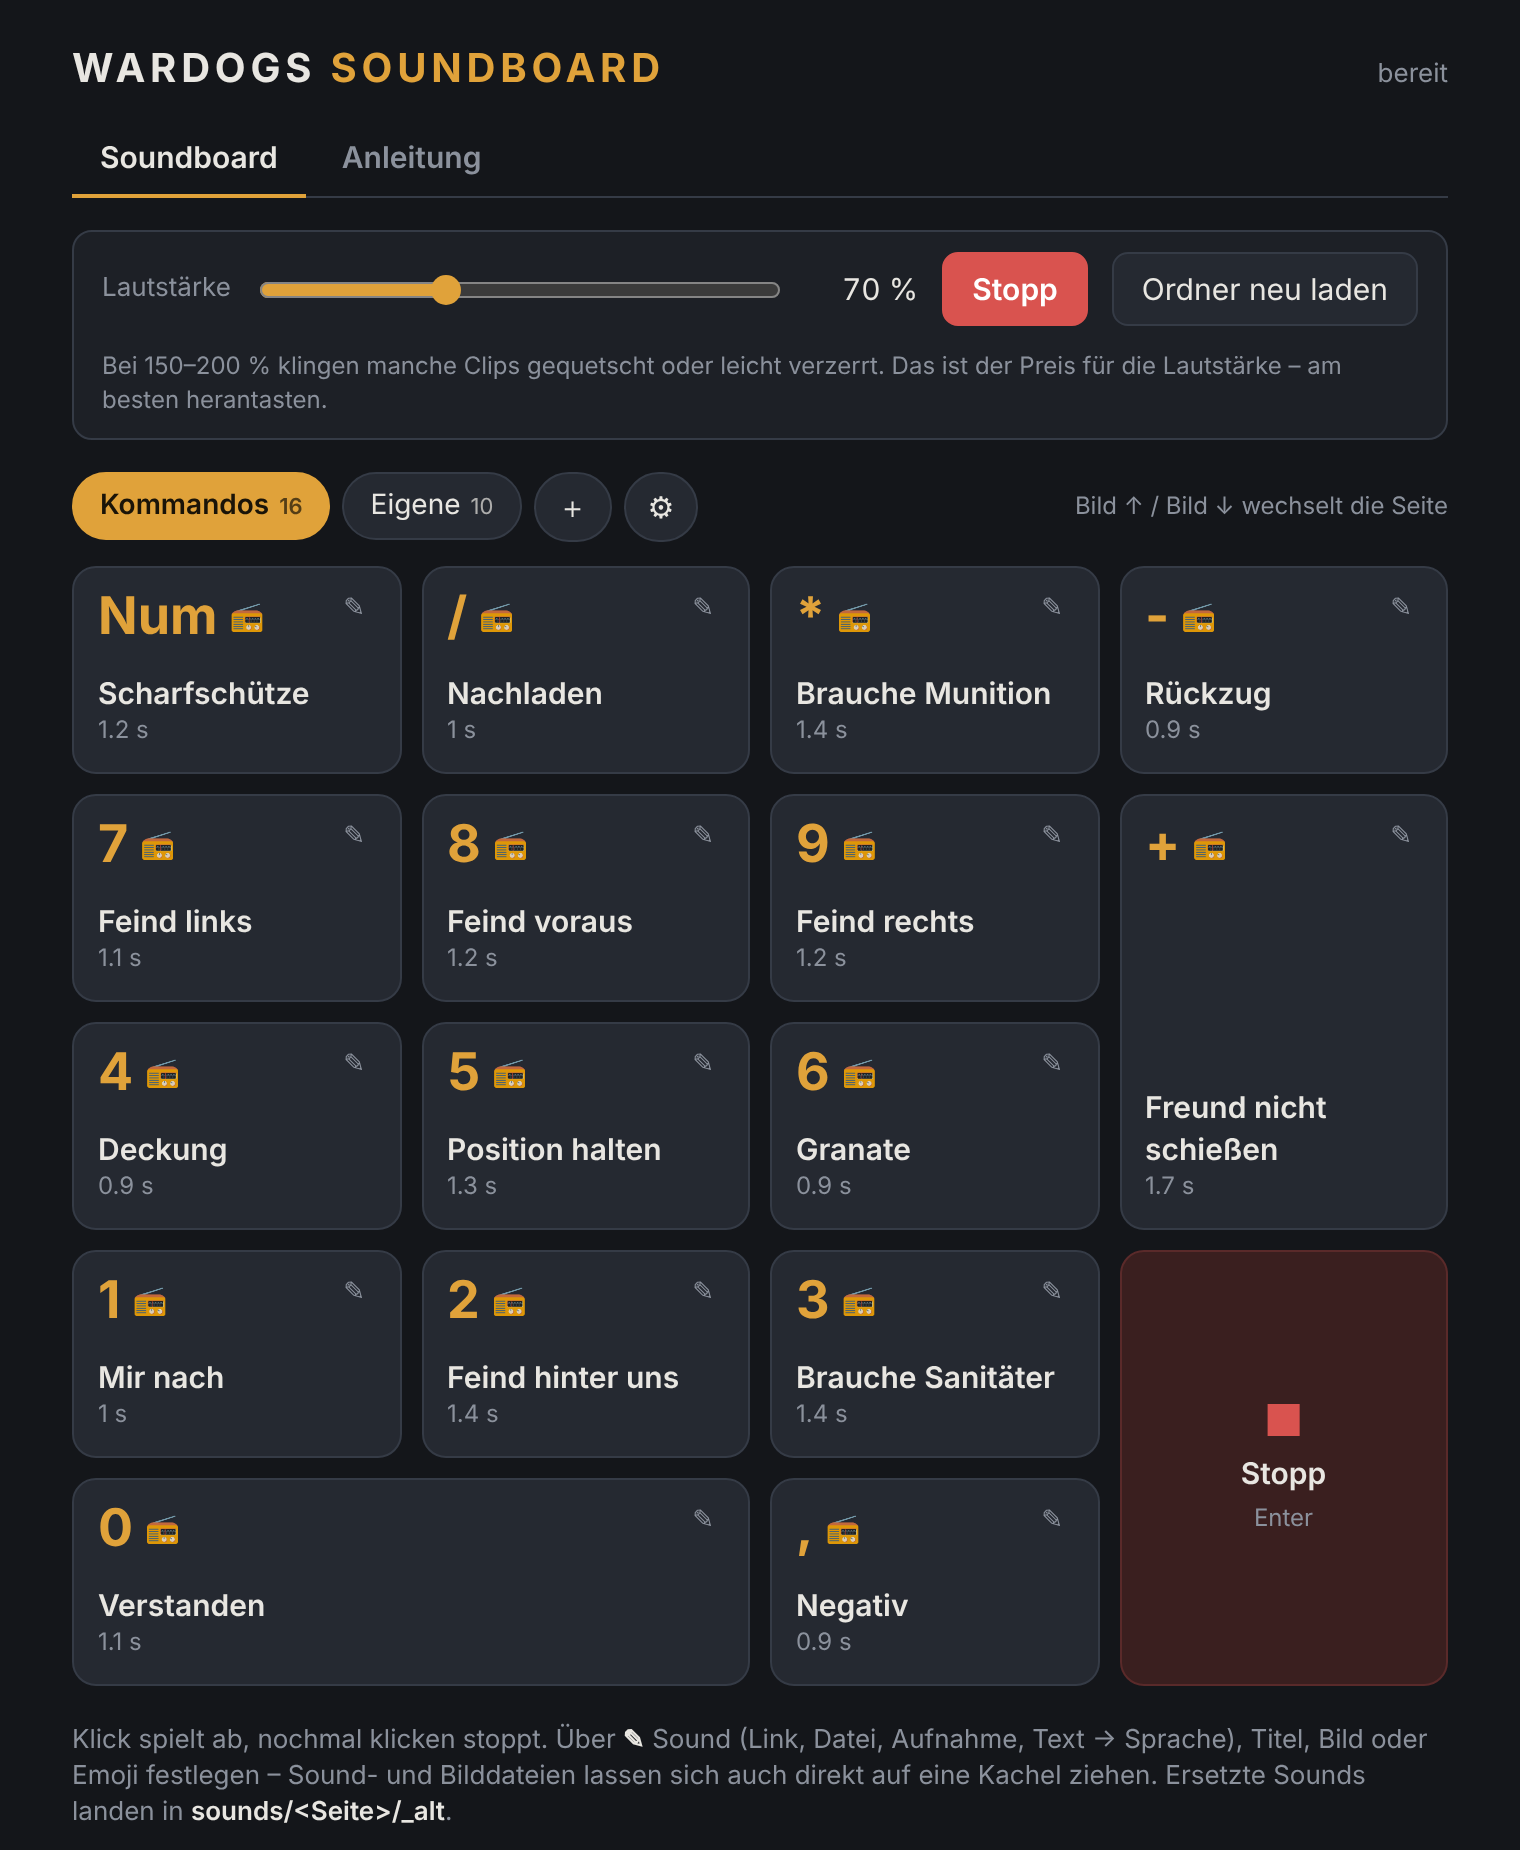 WARDOGS SOUNDBOARD
bereit
Soundboard
Anleitung
Lautstärke
70 %
Stopp
Ordner neu laden
Bei 150–200 % klingen manche Clips gequetscht oder leicht verzerrt. Das ist der Preis für die Lautstärke – am
besten herantasten.
Kommandos 16
Eigene 10
+
Bild ↑ / Bild ↓ wechselt die Seite
Num
Scharfschütze
1.2 s
/
Nachladen
1 s
*
Brauche Munition
1.4 s
-
Rückzug
0.9 s
7
Feind links
1.1 s
8
Feind voraus
1.2 s
9
Feind rechts
1.2 s
+
Freund nicht
schießen
1.7 s
4
Deckung
0.9 s
5
Position halten
1.3 s
6
Granate
0.9 s
1
Mir nach
1 s
2
Feind hinter uns
1.4 s
3
Brauche Sanitäter
1.4 s
Stopp
Enter
0
Verstanden
1.1 s
,
Negativ
0.9 s
Klick spielt ab, nochmal klicken stoppt. Über ✎ Sound (Link, Datei, Aufnahme, Text → Sprache), Titel, Bild oder
Emoji festlegen – Sound- und Bilddateien lassen sich auch direkt auf eine Kachel ziehen. Ersetzte Sounds
landen in sounds/<Seite>/_alt.